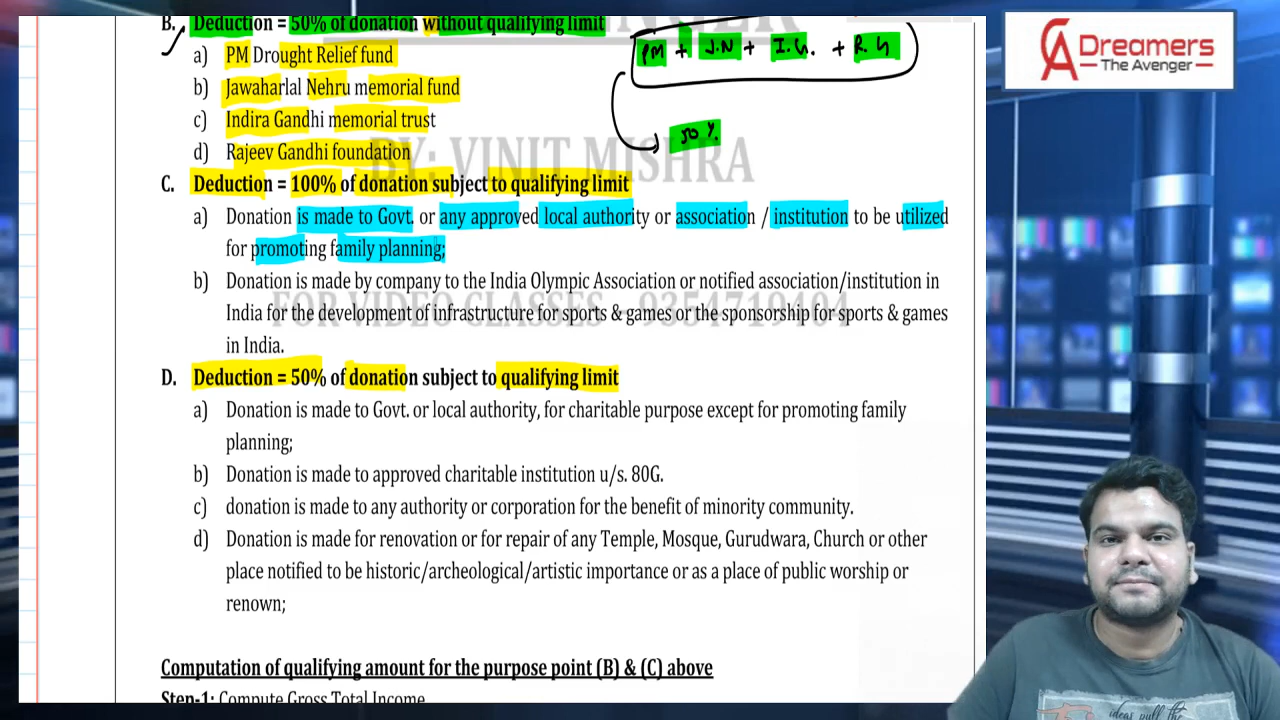 B. Deduction = 50% of donation without qualifying limit
a) PM Drought Relief fund
b) Jawaharlal Nehru memorial fund
c) Indira Gandhi memorial trust
d) Rajeev Gandhi foundation
PM + J.N + I.G. + R.G
50 %.
BY: VINIT MISHRA
C. Deduction = 100% of donation subject to qualifying limit
a) Donation is made to Govt. or any approved local authority or association / institution to be utilized
for promoting family planning;
b) Donation is made by company to the India Olympic Association or notified association/institution in
India for the development of infrastructure for sports & games or the sponsorship for sports & games
in India.
FOR VIDEO CLASSES - 9354719404
D. Deduction = 50% of donation subject to qualifying limit
a) Donation is made to Govt. or local authority, for charitable purpose except for promoting family
planning;
b) Donation is made to approved charitable institution u/s. 80G.
c) donation is made to any authority or corporation for the benefit of minority community.
d) Donation is made for renovation or for repair of any Temple, Mosque, Gurudwara, Church or other
place notified to be historic/archeological/artistic importance or as a place of public worship or
renown;
Computation of qualifying amount for the purpose point (B) & (C) above
Step-1: Compute Gross Total Income
CA Dreamers
The Avenger